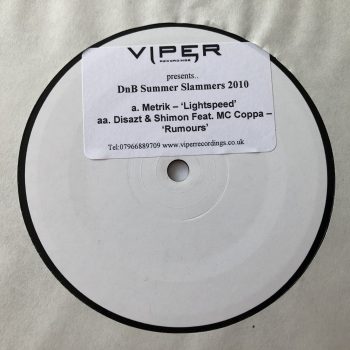 VIPER
RECORDINGS
presents..
DnB Summer Slammers 2010
a. Metrik – ‘Lightspeed’
aa. Disazt & Shimon Feat. MC Coppa –
‘Rumours’
Tel:07966889709 www.viperrecordings.co.uk